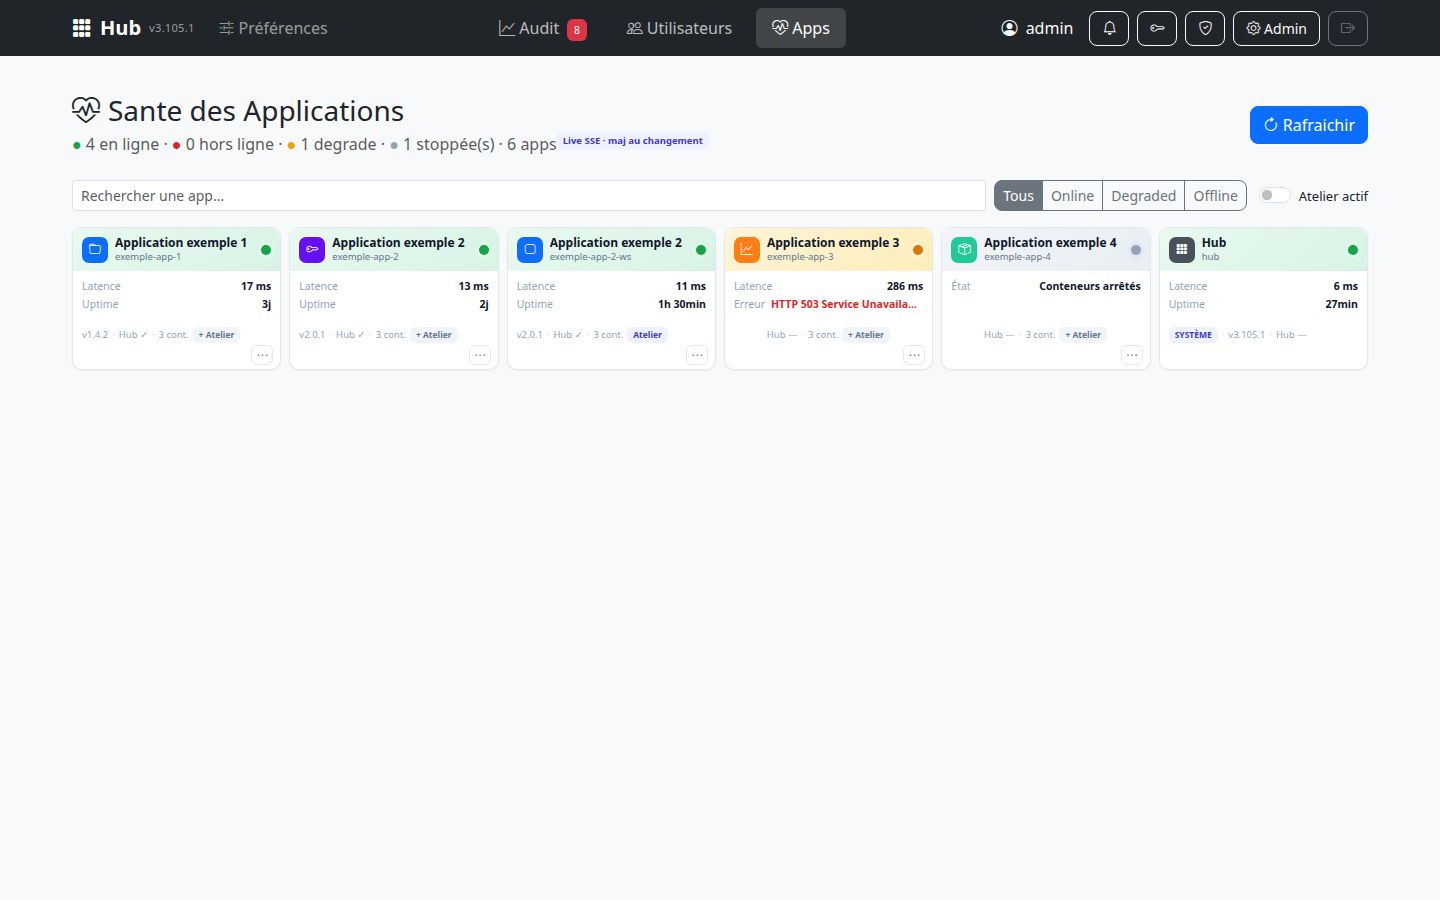 Hub v3.105.1 Préférences Audit 8 Utilisateurs Apps admin Admin
Sante des Applications
4 en ligne · 0 hors ligne · 1 degrade · 1 stoppée(s) · 6 apps Live SSE · maj au changement
Rafraichir
Rechercher une app... Tous Online Degraded Offline Atelier actif
Application exemple 1
exemple-app-1
Latence 17 ms
Uptime 3j
v1.4.2 · Hub ✓ · 3 cont. + Atelier
...
Application exemple 2
exemple-app-2
Latence 13 ms
Uptime 2j
v2.0.1 · Hub ✓ · 3 cont. + Atelier
...
Application exemple 2
exemple-app-2-ws
Latence 11 ms
Uptime 1h 30min
v2.0.1 · Hub ✓ · 3 cont. Atelier
...
Application exemple 3
exemple-app-3
Latence 286 ms
Erreur HTTP 503 Service Unavaila...
Hub — · 3 cont. + Atelier
...
Application exemple 4
exemple-app-4
État Conteneurs arrêtés
Hub — · 3 cont. + Atelier
...
Hub
hub
Latence 6 ms
Uptime 27min
SYSTÈME · v3.105.1 · Hub —